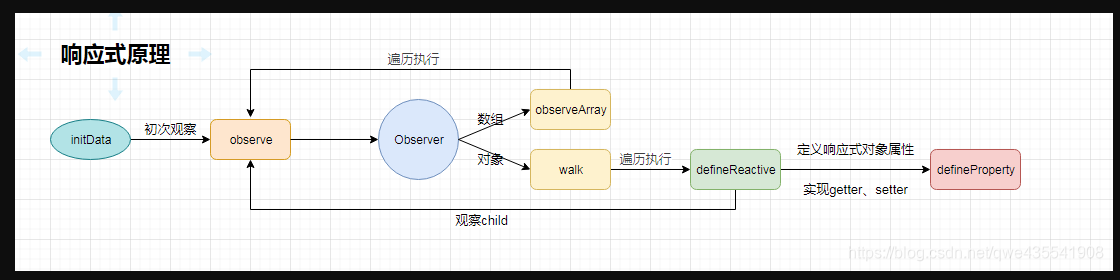 响应式原理
遍历执行
initData
初次观察
observe
Observer
数组
对象
observeArray
walk
遍历执行
defineReactive
定义响应式对象属性
实现getter、setter
defineProperty
观察child
https://blog.csdn.net/qwe435541908